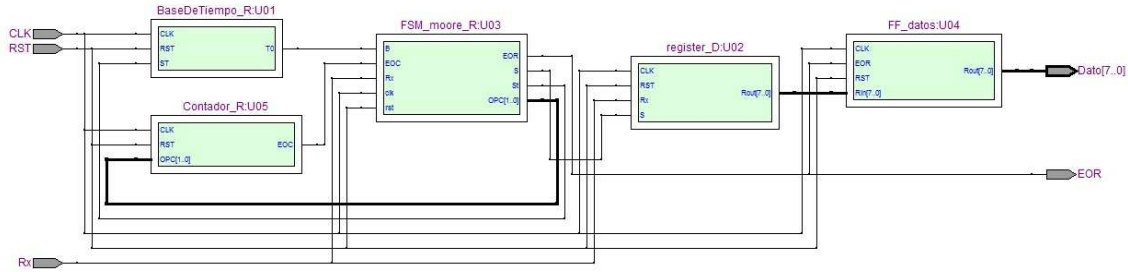 BaseDeTiempo_R:U01
CLK
RST
CLK
RST
ST
T0
Contador_R:U05
CLK
RST
OPC[1..0]
EOC
FSM_moore_R:U03
B
EOC
Rx
clk
rst
EOR
S
St
OPC[1..0]
register_D:U02
CLK
RST
Rx
S
Rout[7..0]
FF_datos:U04
CLK
EOR
RST
Rin[7..0]
Rout[7..0]
Dato[7..0]
EOR
Rx